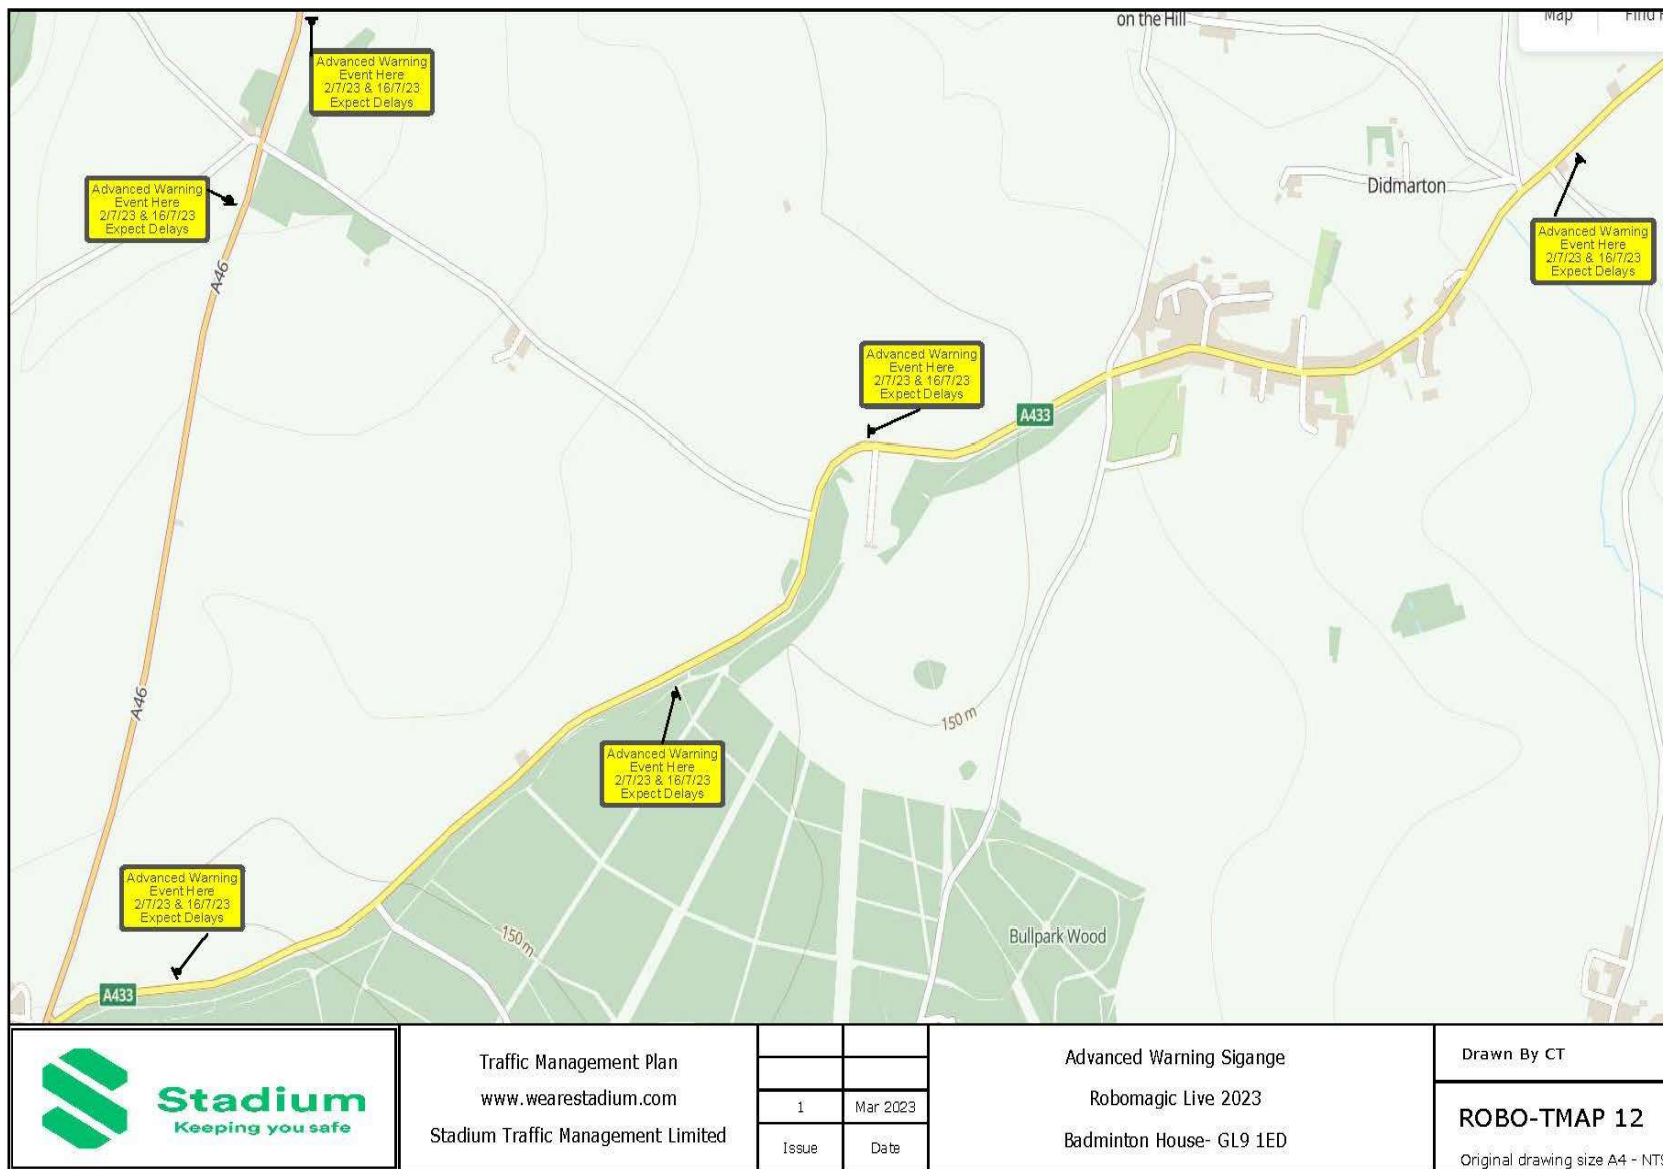 on the Hill
Map
Advanced Warning
Event Here
2/7/23 & 16/7/23
Expect Delays
Advanced Warning
Event Here
2/7/23 & 16/7/23
Expect Delays
Didmarton
Advanced Warning
Event Here
2/7/23 & 16/7/23
Expect Delays
A46
Advanced Warning
Event Here
2/7/23 & 16/7/23
Expect Delays
A433
A46
150 m
Advanced Warning
Event Here
2/7/23 & 16/7/23
Expect Delays
Advanced Warning
Event Here
2/7/23 & 16/7/23
Expect Delays
150 m
Bullpark Wood
A433
Stadium
Keeping you safe
Traffic Management Plan
www.wearestadium.com
Stadium Traffic Management Limited
1 Mar 2023
Issue Date
Advanced Warning Sigange
Robomagic Live 2023
Badminton House- GL9 1ED
Drawn By CT
ROBO-TMAP 12
Original drawing size A4 -